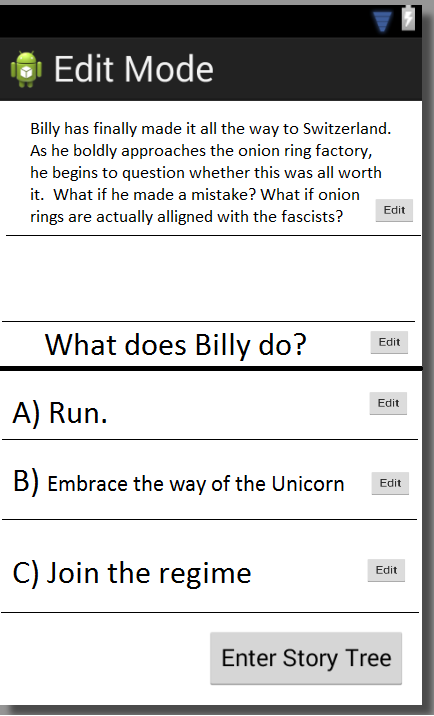 Edit Mode
Billy has finally made it all the way to Switzerland.
As he boldly approaches the onion ring factory,
he begins to question whether this was all worth
it. What if he made a mistake? What if onion
rings are actually alligned with the fascists?
Edit
What does Billy do?
Edit
A) Run.
Edit
B) Embrace the way of the Unicorn
Edit
C) Join the regime
Edit
Enter Story Tree